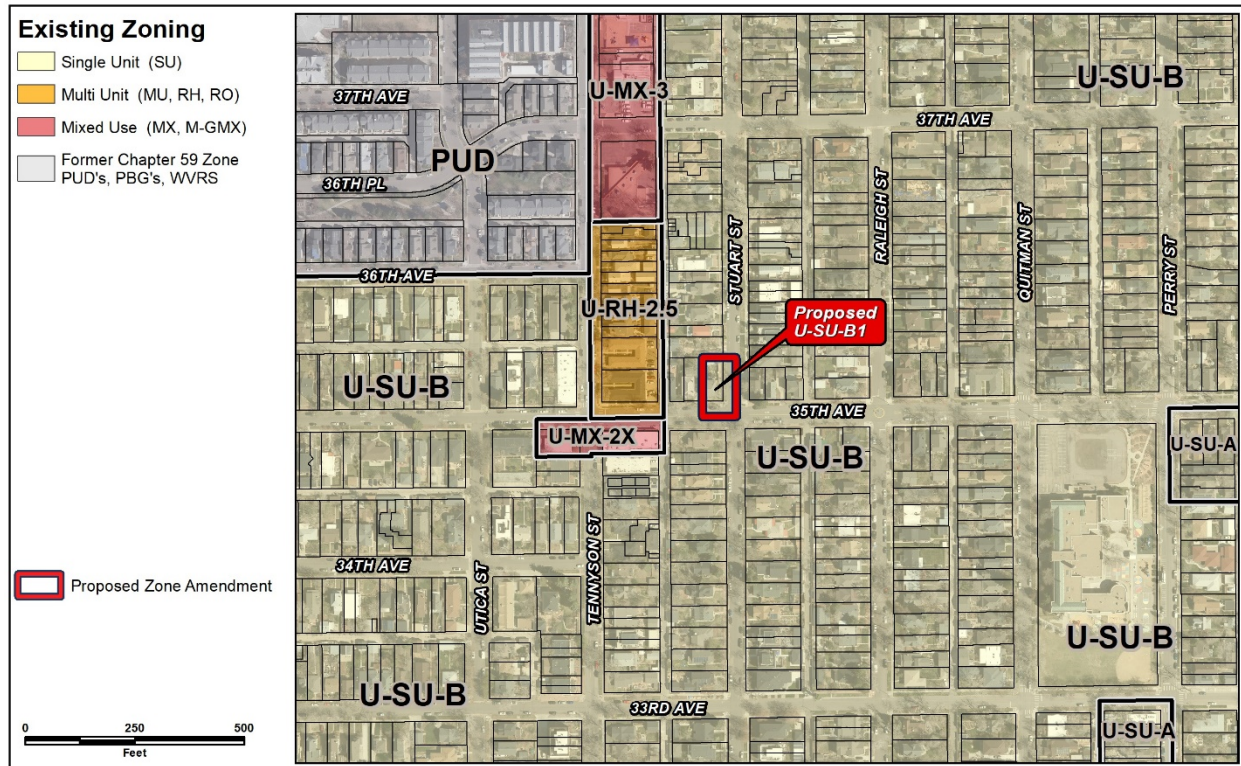 Existing Zoning
Single Unit (SU)
Multi Unit (MU, RH, RO)
Mixed Use (MX, M-GMX)
Former Chapter 59 Zone
PUD's, PBG's, WVRS
Proposed Zone Amendment
0 250 500
Feet
U-MX-3
U-SU-B
37TH AVE
37TH AVE
PUD
36TH PL
STUART ST
RALEIGH ST
QUITMAN ST
PERRY ST
36TH AVE
U-RH-2.5
Proposed
U-SU-B1
U-SU-B
35TH AVE
U-MX-2X
U-SU-B
U-SU-A
34TH AVE
UTICA ST
TENNYSON ST
U-SU-B
U-SU-B
33RD AVE
U-SU-A